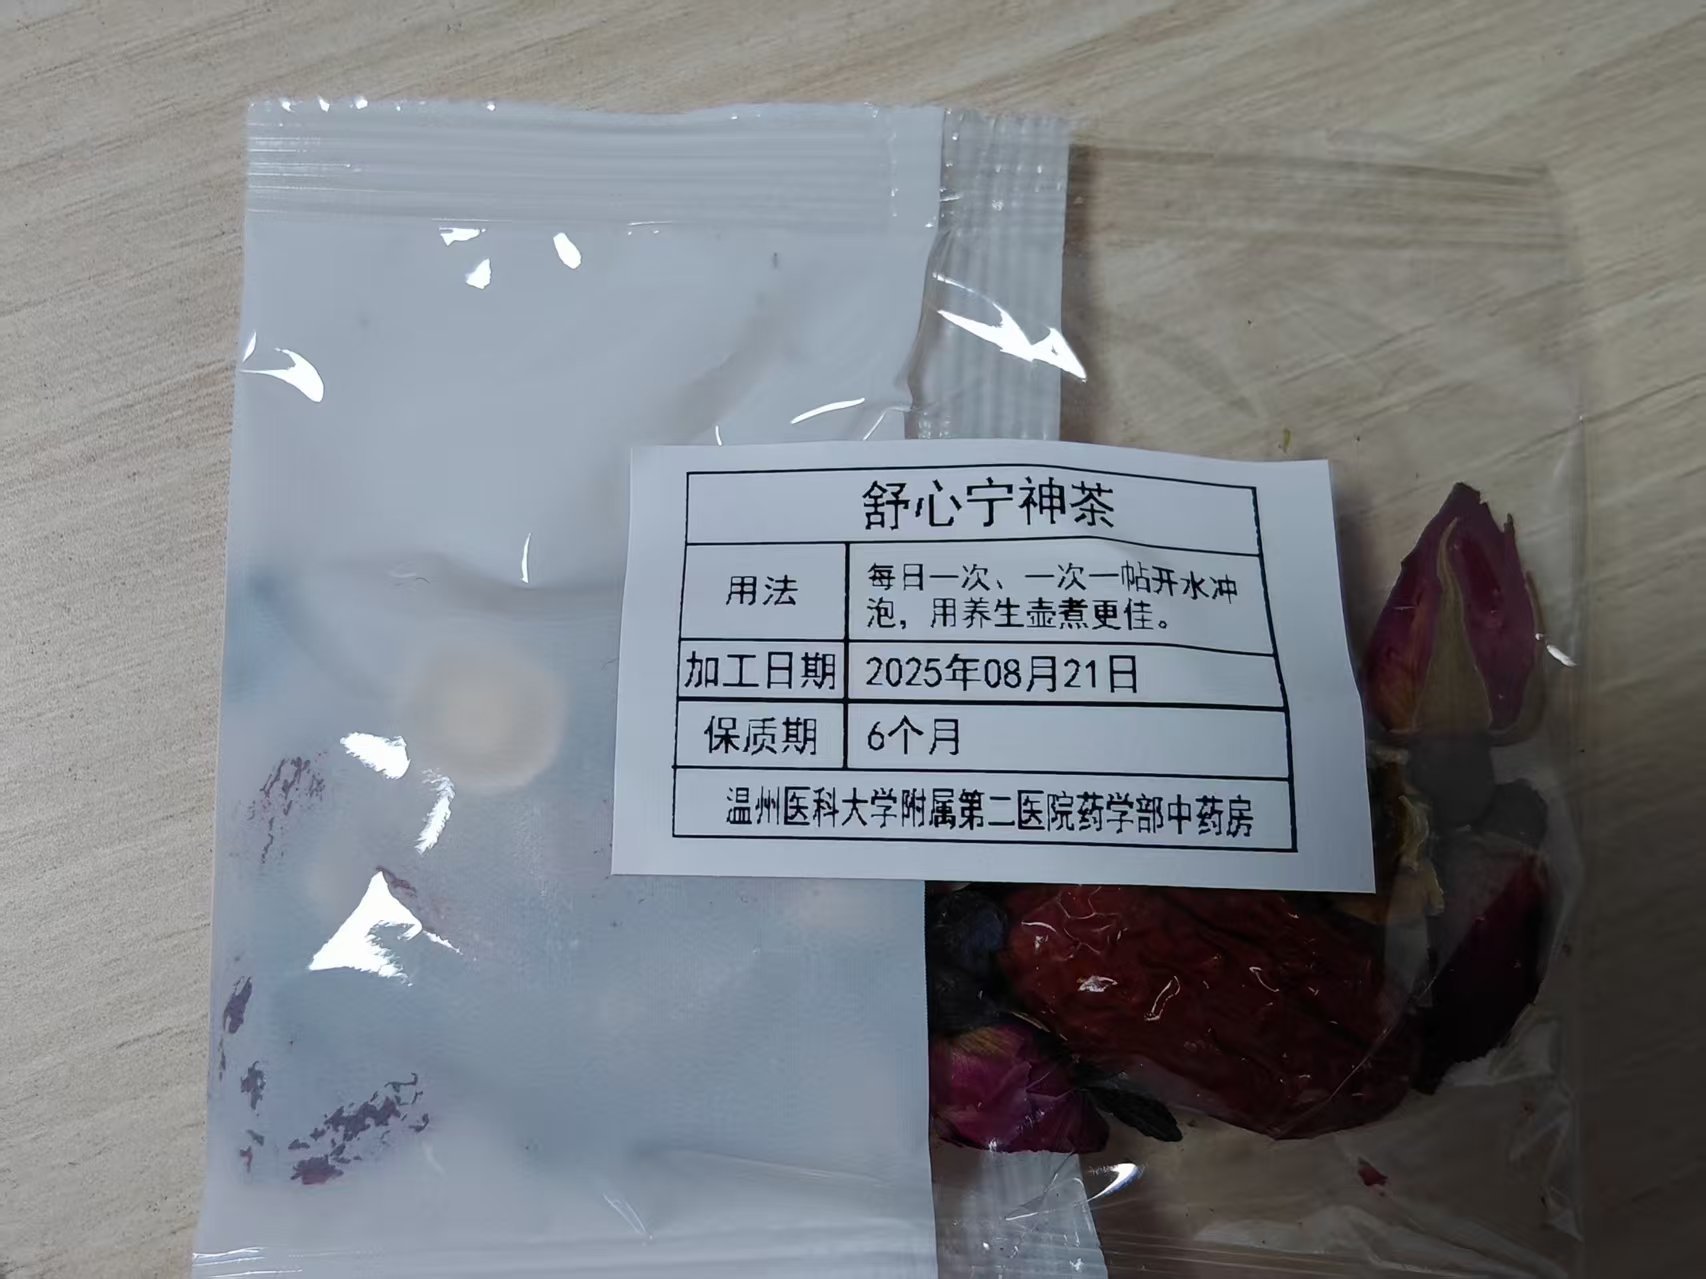 舒心宁神茶
用法
每日一次、一次一帖开水冲
泡，用养生壶煮更佳。
加工日期 2025年08月21日
保质期 6个月
温州医科大学附属第二医院药学部中药房